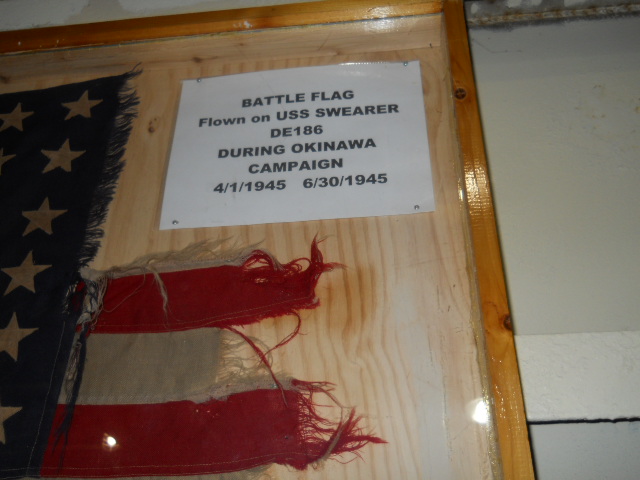 BATTLE FLAG
Flown on USS SWEARER
DE186
DURING OKINAWA
CAMPAIGN
4/1/1945 6/30/1945